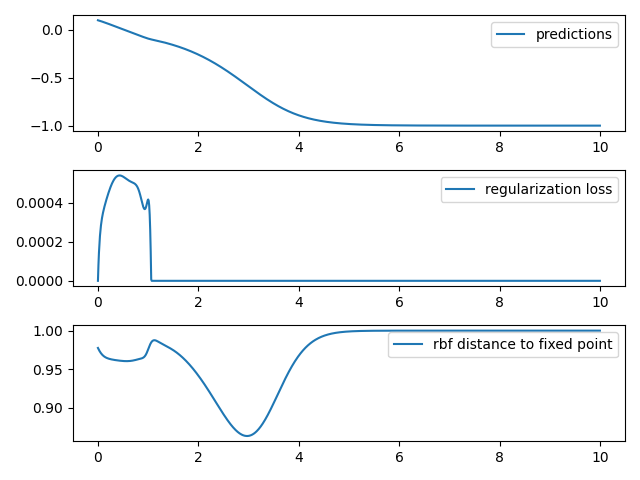 0.0
−0.5
−1.0
predictions
0 2 4 6 8 10
0.0004
0.0002
0.0000
regularization loss
0 2 4 6 8 10
1.00
0.95
0.90
rbf distance to fixed point
0 2 4 6 8 10